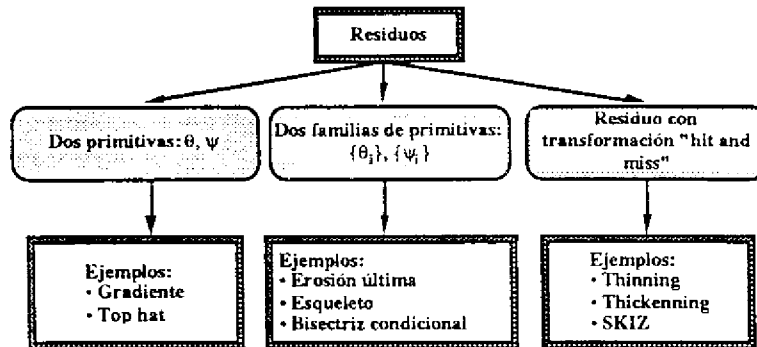 Residuos
Dos primitivas: θ, ψ
Dos familias de primitivas:
{θᵢ}, {ψᵢ}
Residuo con
transformación "hit and
miss"
Ejemplos:
• Gradiente
• Top hat
Ejemplos:
• Erosión última
• Esqueleto
• Bisectriz condicional
Ejemplos:
• Thinning
• Thickenning
• SKIZ